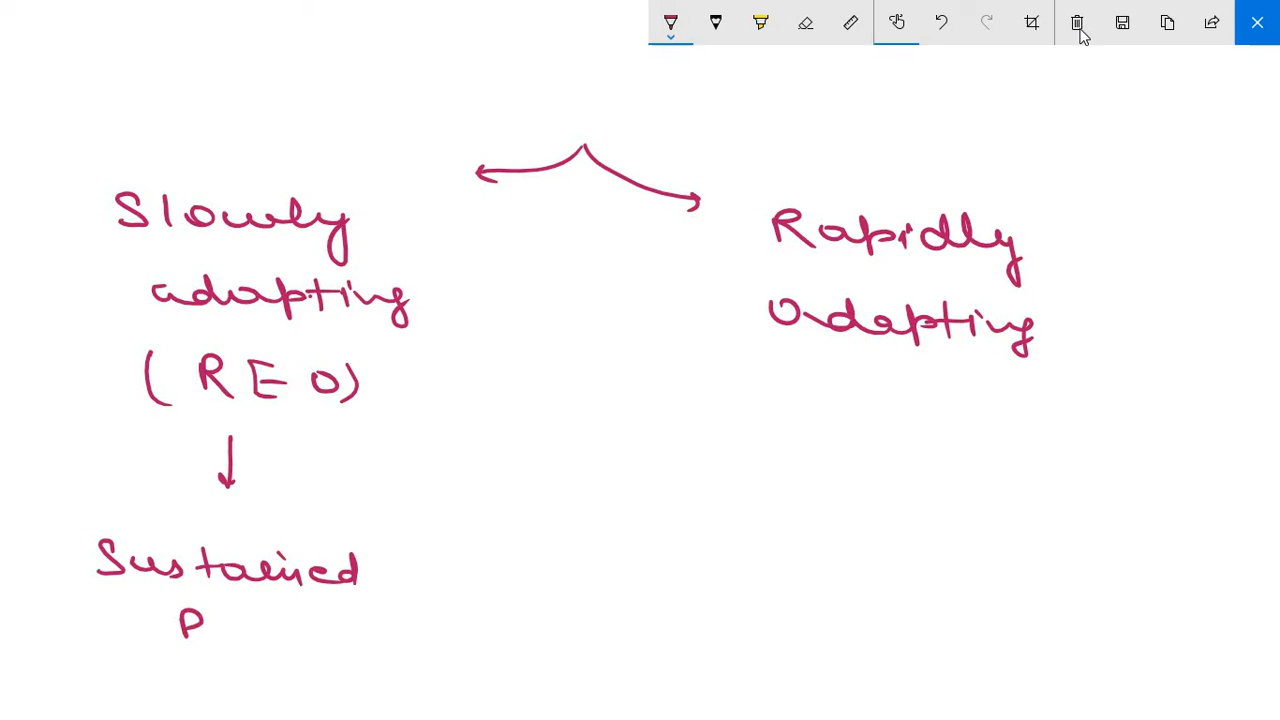 Slowly
adapting
(REO)
Sustained
P
Rapidly
Adapting